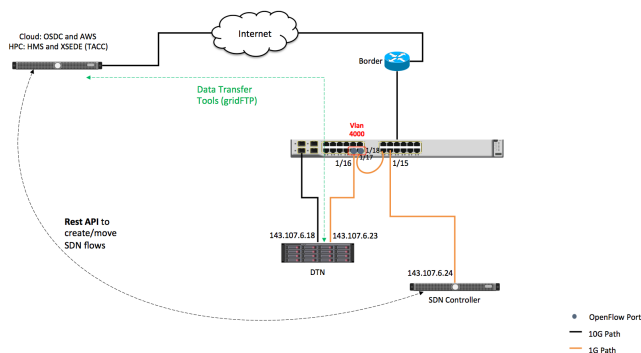 Cloud: OSDC and AWS
HPC: HMS and XSEDE (TACC)
Internet
Border
Data Transfer
Tools (gridFTP)
Vlan
4000
1/18
1/17
1/16
1/15
Rest API to
create/move
SDN flows
143.107.6.18
143.107.6.23
DTN
143.107.6.24
SDN Controller
OpenFlow Port
10G Path
1G Path